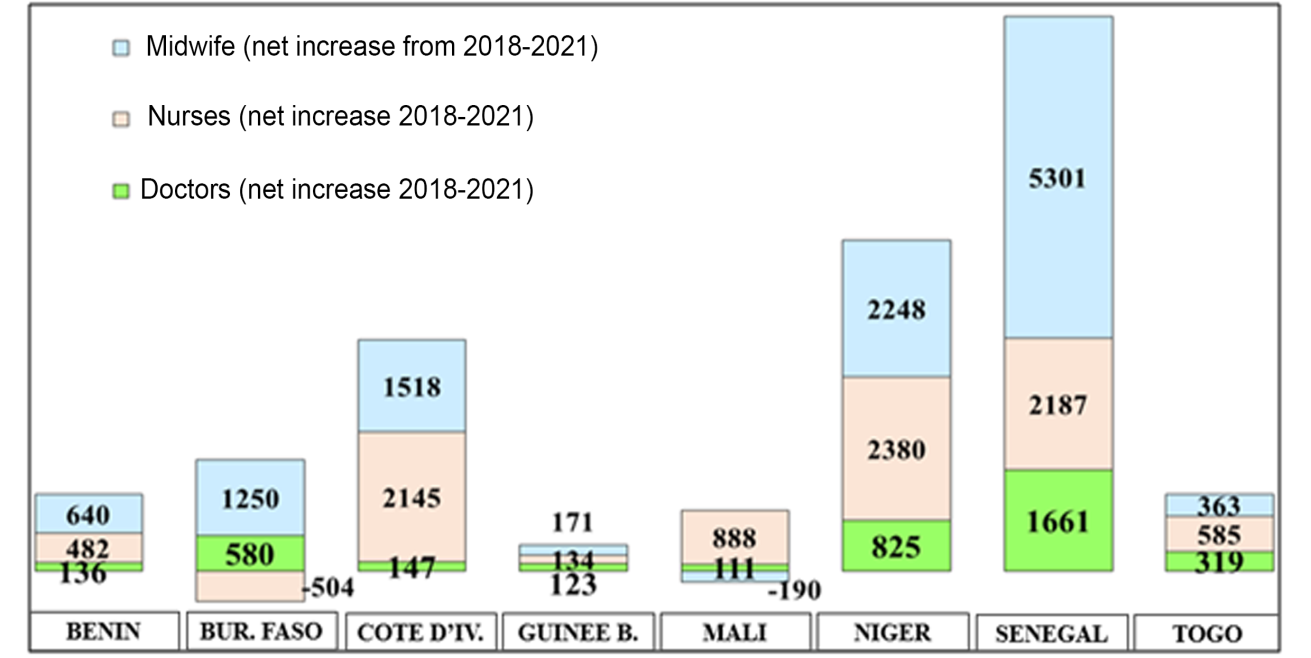 Midwife (net increase from 2018-2021)
Nurses (net increase 2018-2021)
Doctors (net increase 2018-2021)
640
482
136
1250
580
-504
1518
2145
147
171
134
123
888
111
-190
2248
2380
825
5301
2187
1661
363
585
319
BENIN
BUR. FASO
COTE D'IV.
GUINEE B.
MALI
NIGER
SENEGAL
TOGO